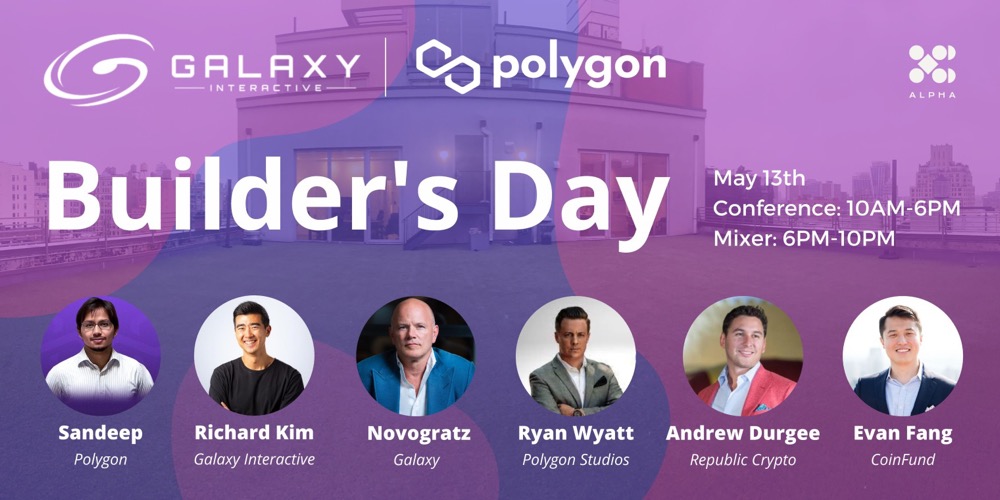 GALAXY
INTERACTIVE
polygon
ALPHA
Builder's Day
May 13th
Conference: 10AM-6PM
Mixer: 6PM-10PM
Sandeep
Polygon
Richard Kim
Galaxy Interactive
Novogratz
Galaxy
Ryan Wyatt
Polygon Studios
Andrew Durgee
Republic Crypto
Evan Fang
CoinFund